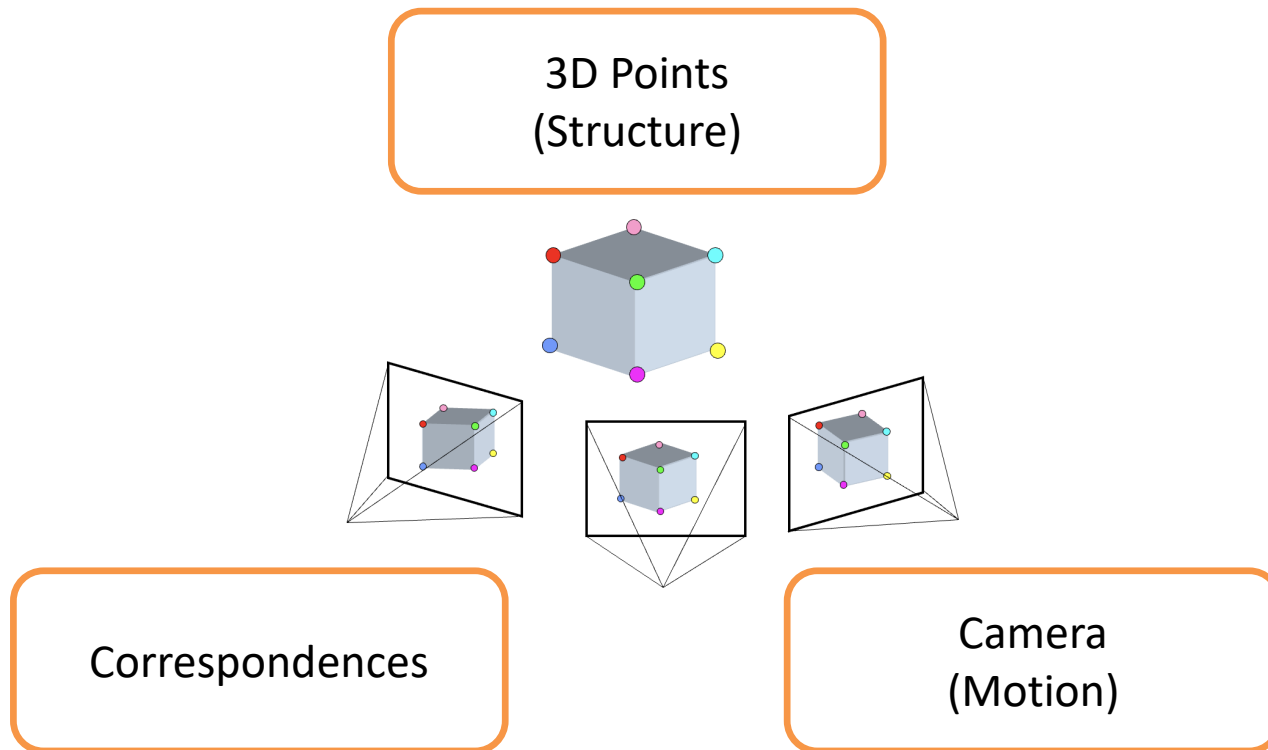 3D Points
(Structure)
Correspondences
Camera
(Motion)